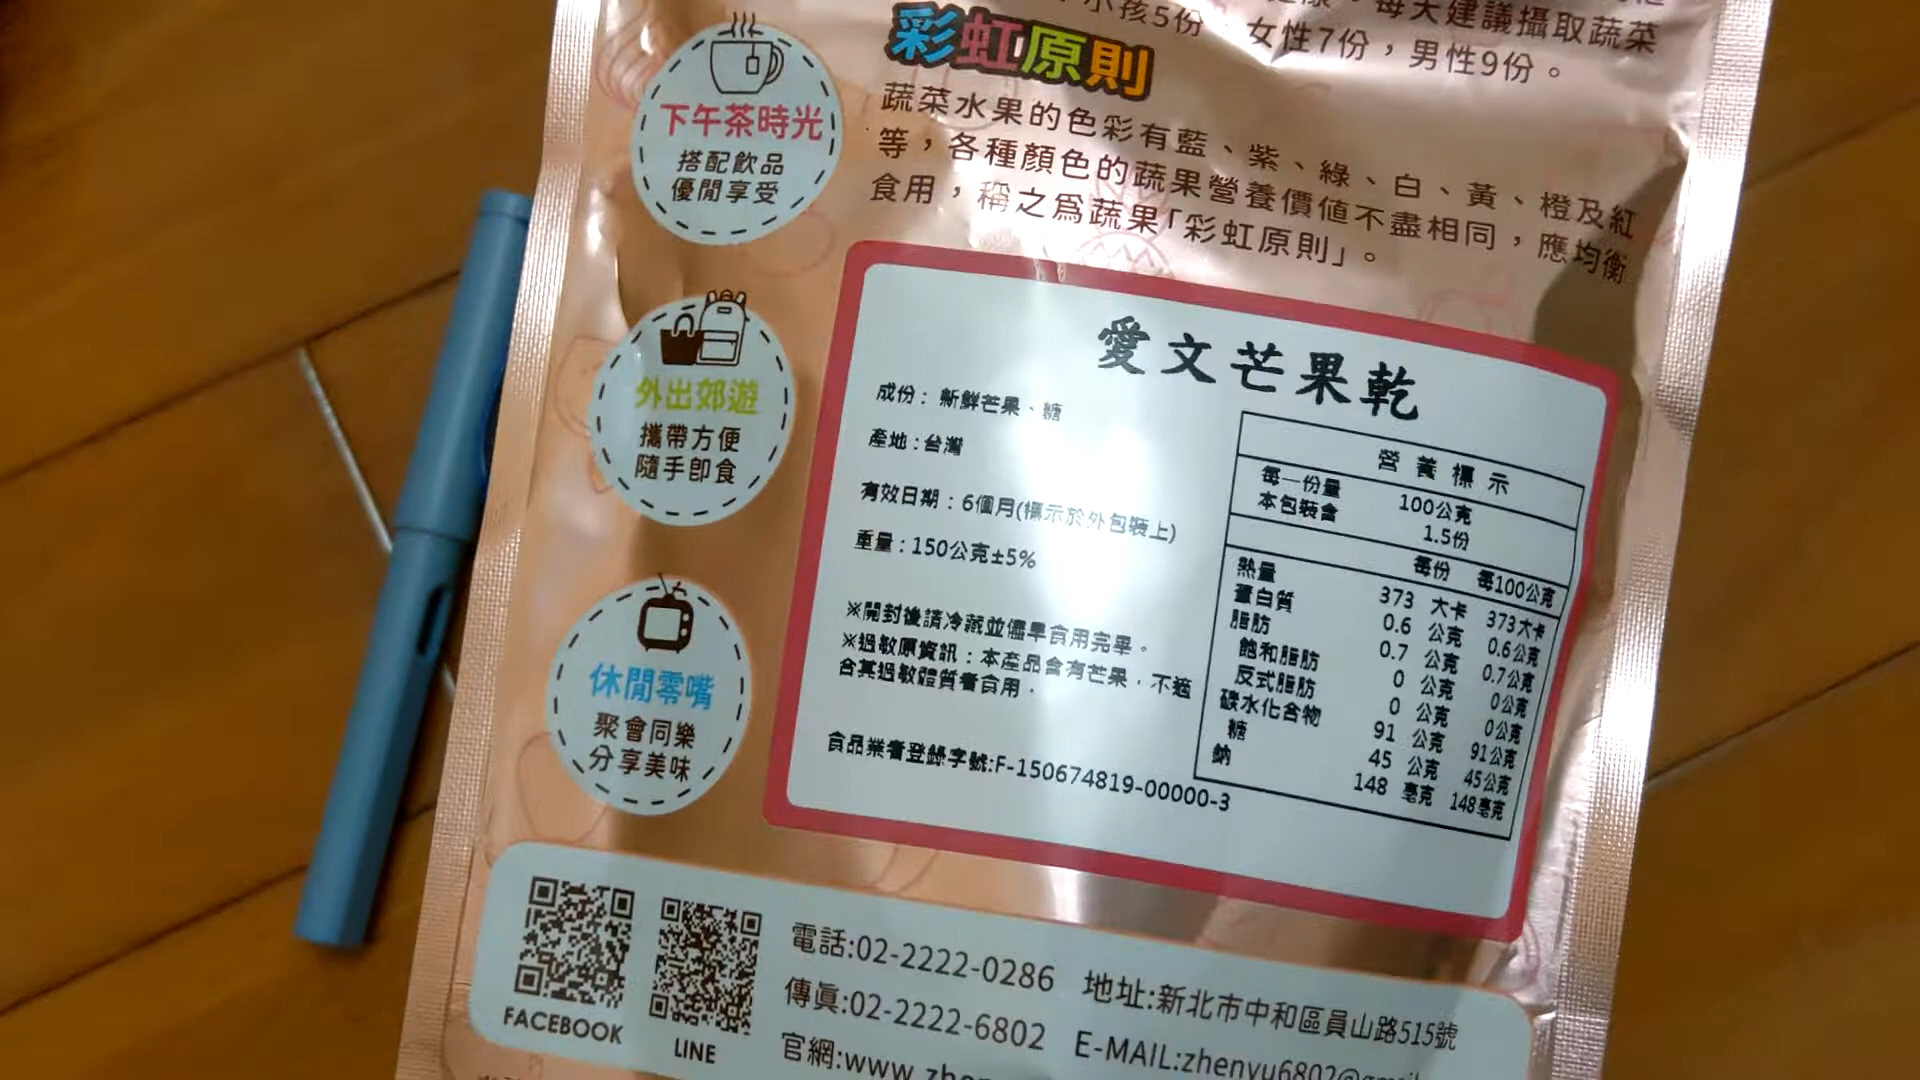 每天建議攝取蔬菜
小孩5份 女性7份，男性9份。
彩虹原則
蔬菜水果的色彩有藍、紫、綠、白、黃、橙及紅
等，各種顏色的蔬果營養價值不盡相同，應均衡
食用，稱之為蔬果「彩虹原則」。
下午茶時光
搭配飲品
優閒享受
外出郊遊
攜帶方便
隨手即食
休閒零嘴
聚會同樂
分享美味
愛文芒果乾
成份：新鮮芒果、糖
產地：台灣
有效日期：6個月(標示於外包裝上)
重量：150公克±5%
※開封後請冷藏並儘早食用完畢。
※過敏原資訊：本產品含有芒果，不適
合其過敏體質者食用．
食品業者登錄字號:F-150674819-00000-3
營養標示
每一份量 100公克
本包裝含 1.5份
每份 每100公克
熱量 373 大卡 373大卡
蛋白質 0.6 公克 0.6公克
脂肪 0.7 公克 0.7公克
飽和脂肪 0 公克 0公克
反式脂肪 0 公克 0公克
碳水化合物 91 公克 91公克
糖 45 公克 45公克
鈉 148 毫克 148毫克
FACEBOOK
LINE
電話:02-2222-0286
傳眞:02-2222-6802
地址:新北市中和區員山路515號
E-MAIL:zhenyu6802@gmail
官網:www.zhen